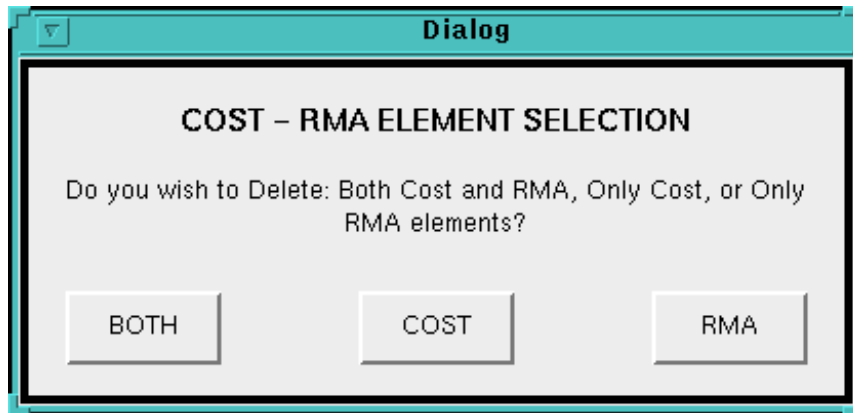 Dialog
COST – RMA ELEMENT SELECTION
Do you wish to Delete: Both Cost and RMA, Only Cost, or Only
RMA elements?
BOTH COST RMA